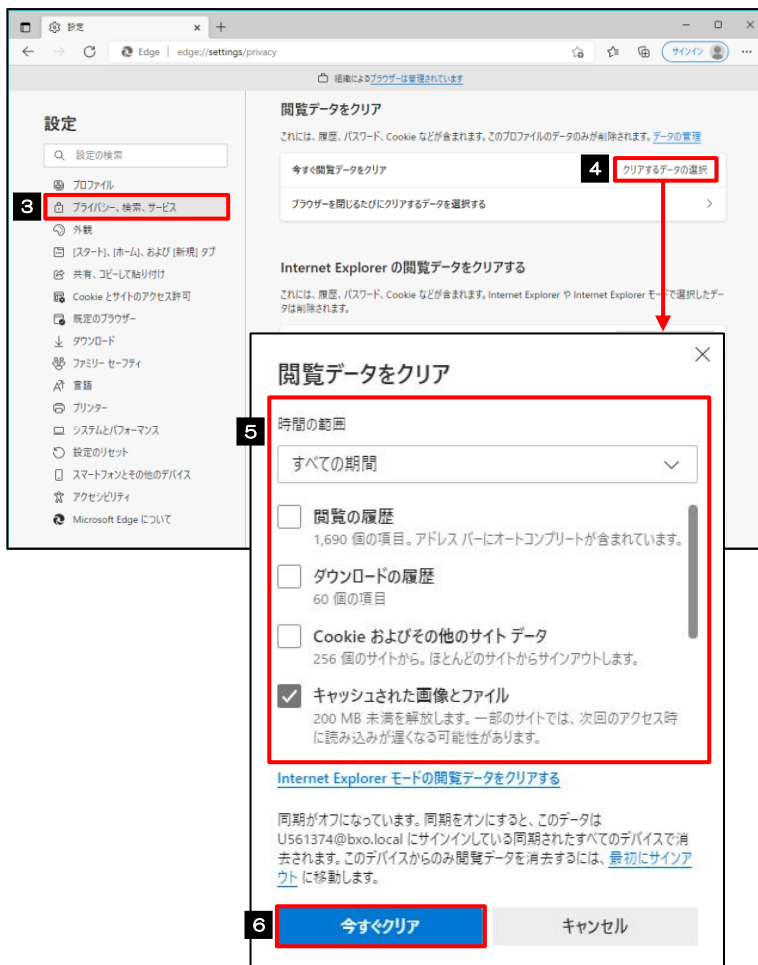 設定
Edge | edge://settings/privacy
サインイン
組織によるブラウザーは管理されています
設定
設定の検索
プロファイル
3
プライバシー、検索、サービス
外観
[スタート]、[ホーム]、および [新規] タブ
共有、コピーして貼り付け
Cookie とサイトのアクセス許可
既定のブラウザー
ダウンロード
ファミリー セーフティ
言語
プリンター
システムとパフォーマンス
設定のリセット
スマートフォンとその他のデバイス
アクセシビリティ
Microsoft Edge について
閲覧データをクリア
これには、履歴、パスワード、Cookie などが含まれます。このプロファイルのデータのみが削除されます。データの管理
今すぐ閲覧データをクリア
4
クリアするデータの選択
ブラウザーを閉じるたびにクリアするデータを選択する
Internet Explorer の閲覧データをクリアする
これには、履歴、パスワード、Cookie などが含まれます。Internet Explorer や Internet Explorer モードで選択したデー
タは削除されます。
閲覧データをクリア
5
時間の範囲
すべての期間
閲覧の履歴
1,690 個の項目。アドレス バーにオートコンプリートが含まれています。
ダウンロードの履歴
60 個の項目
Cookie およびその他のサイト データ
256 個のサイトから。ほとんどのサイトからサインアウトします。
キャッシュされた画像とファイル
200 MB 未満を解放します。一部のサイトでは、次回のアクセス時
に読み込みが遅くなる可能性があります。
Internet Explorer モードの閲覧データをクリアする
同期がオフになっています。同期をオンにすると、このデータは
U561374@bxo.local にサインインしている同期されたすべてのデバイスで消
去されます。このデバイスからのみ閲覧データを消去するには、最初にサインア
ウト に移動します。
6
今すぐクリア
キャンセル